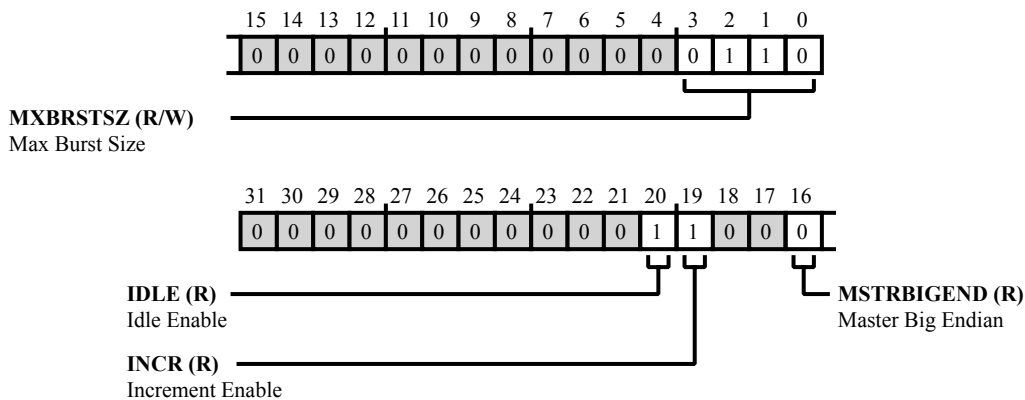 15 14 13 12 11 10 9 8 7 6 5 4 3 2 1 0
0 0 0 0 0 0 0 0 0 0 0 0 0 1 1 0
MXBRSTSZ (R/W)
Max Burst Size
31 30 29 28 27 26 25 24 23 22 21 20 19 18 17 16
0 0 0 0 0 0 0 0 0 0 0 1 1 0 0 0
IDLE (R)
Idle Enable
MSTRBIGEND (R)
Master Big Endian
INCR (R)
Increment Enable